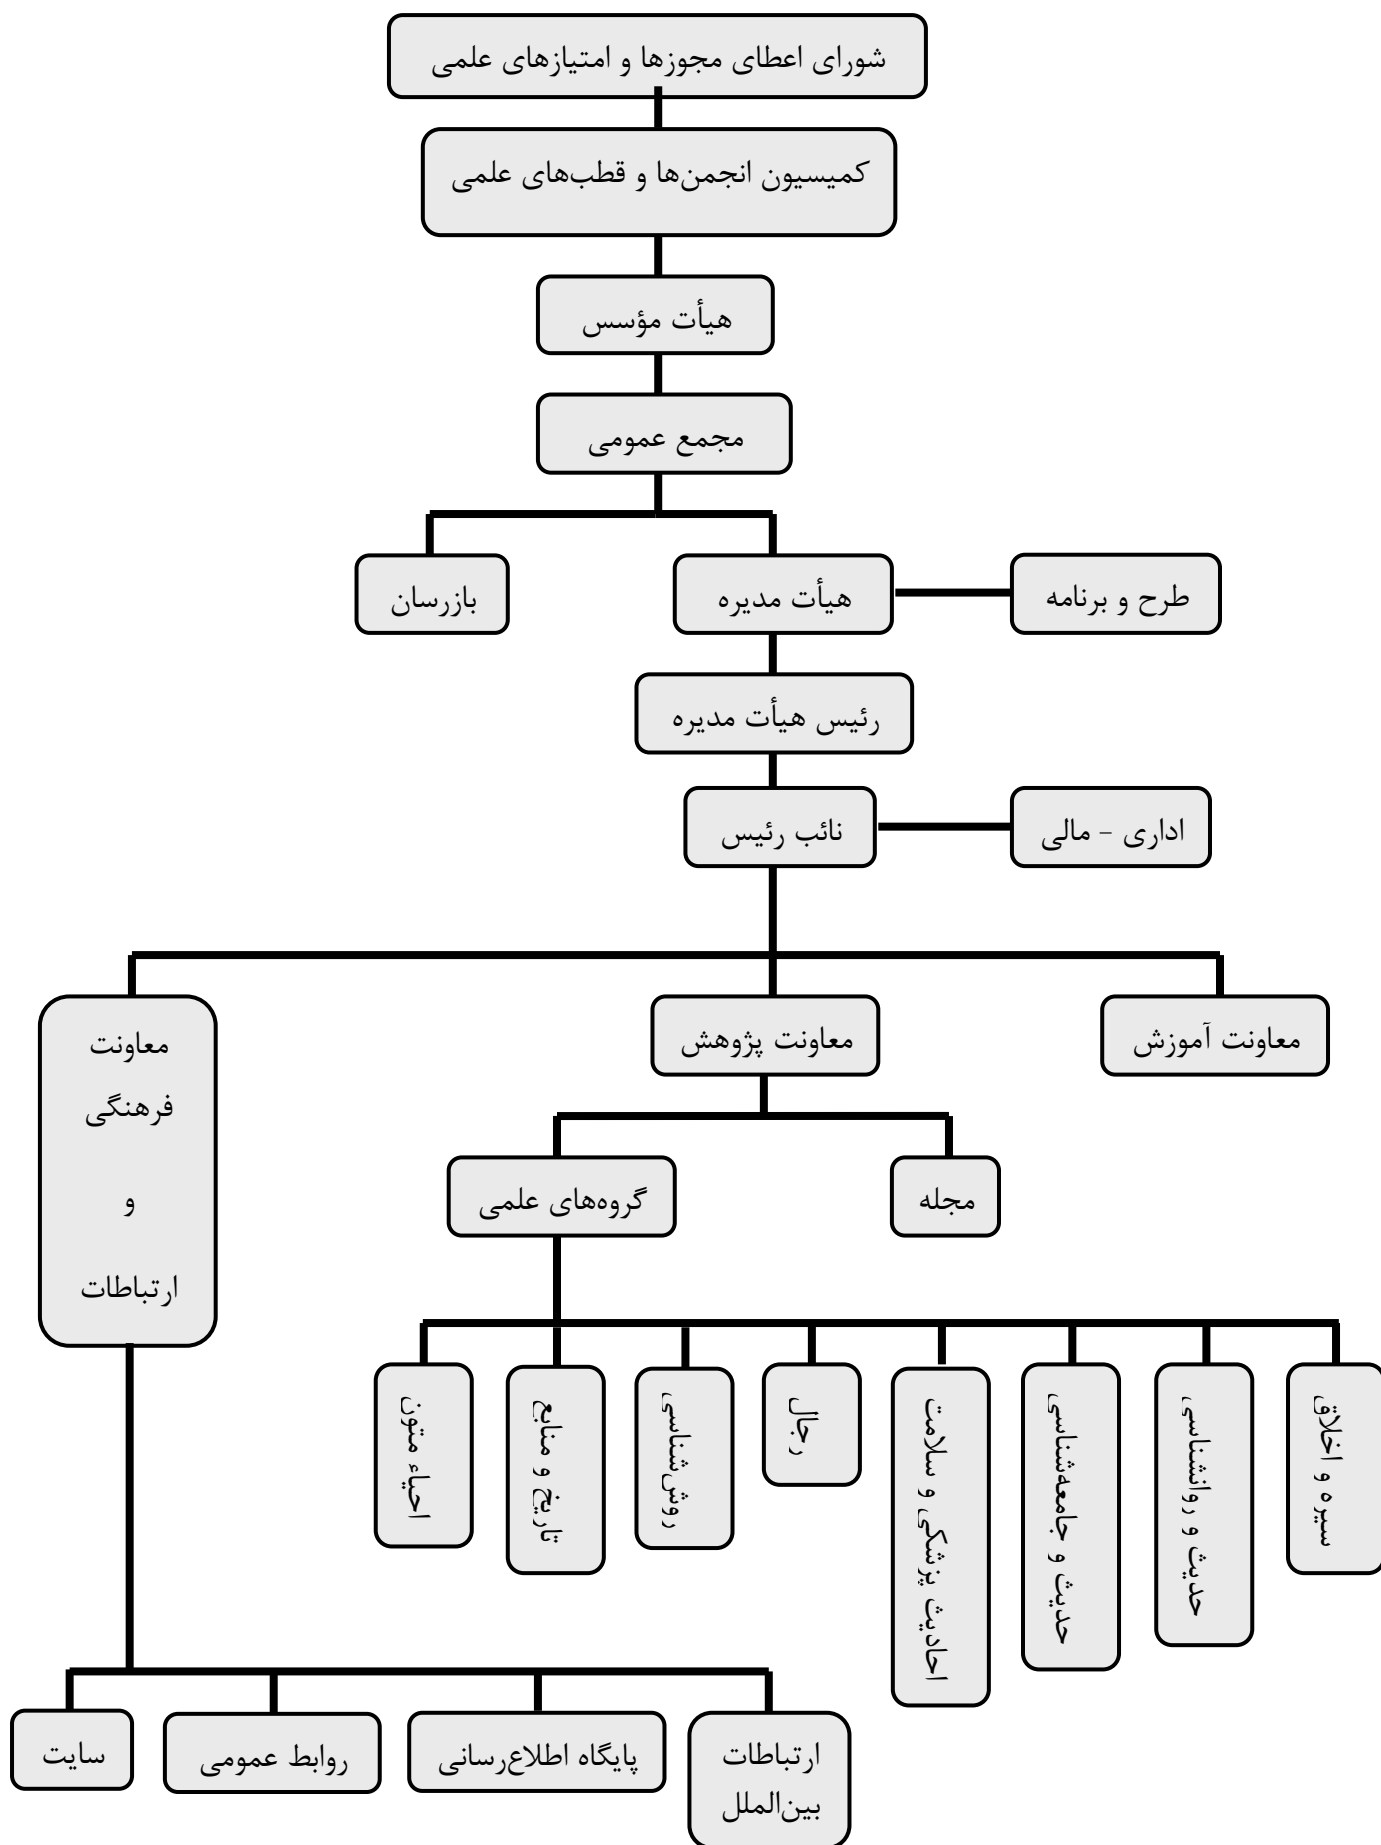 شورای اعطای مجوزها و امتیازهای علمی
کمیسیون انجمن‌ها و قطب‌های علمی
هیأت مؤسس
مجمع عمومی
طرح و برنامه
هیأت مدیره
بازرسان
رئیس هیأت مدیره
اداری - مالی
نائب رئیس
معاونت آموزش
معاونت پژوهش
معاونت
فرهنگی
و
ارتباطات
مجله
گروه‌های علمی
سیره و اخلاق
حدیث و روانشناسی
حدیث و جامعه‌شناسی
احادیث پزشکی و سلامت
رجال
روش‌شناسی
تاریخ و منابع
احیاء متون
ارتباطات
بین‌الملل
پایگاه اطلاع‌رسانی
روابط عمومی
سایت